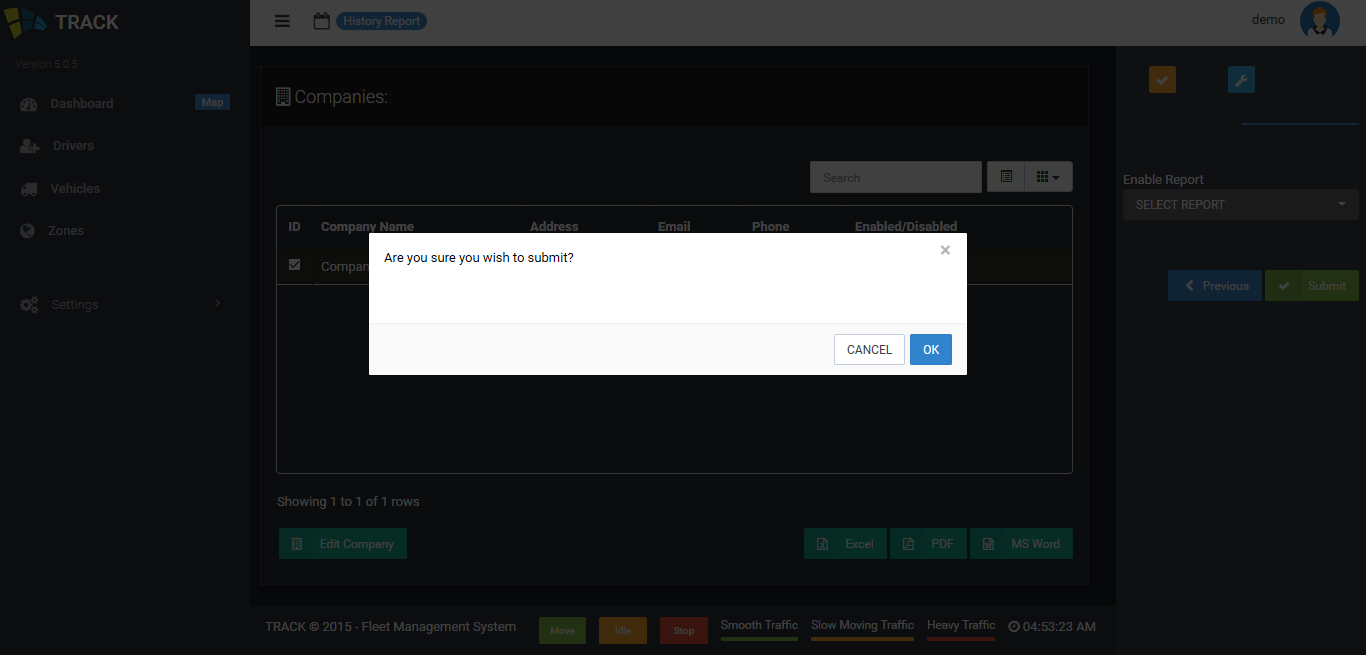 TRACK
History Report
demo
Version 5.0.5
Dashboard
Map
Drivers
Vehicles
Zones
Settings
Companies:
Search
ID Company Name Address Email Phone Enabled/Disabled
Compan
Are you sure you wish to submit?
×
CANCEL
OK
Enable Report
SELECT REPORT
Previous
Submit
Showing 1 to 1 of 1 rows
Edit Company
Excel
PDF
MS Word
TRACK © 2015 - Fleet Management System
Move
Idle
Stop
Smooth Traffic
Slow Moving Traffic
Heavy Traffic
04:53:23 AM